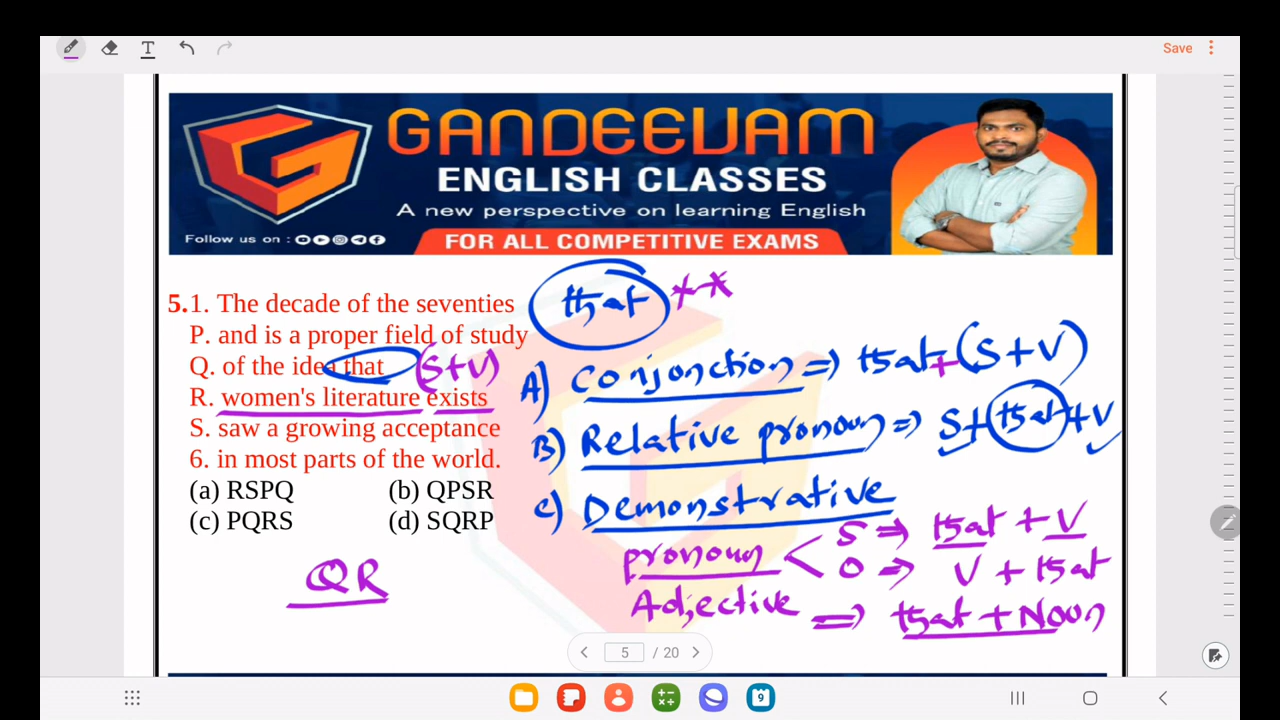 T
Save
GANDEEVAM
ENGLISH CLASSES
A new perspective on learning English
Follow us on :
FOR ALL COMPETITIVE EXAMS
5.1. The decade of the seventies
P. and is a proper field of study
Q. of the idea that (S+V)
R. women's literature exists
S. saw a growing acceptance
6. in most parts of the world.
(a) RSPQ (b) QPSR
(c) PQRS (d) SQRP
QR
that
A) Conjonction => that + (S+V)
B) Relative pronoun => S+that+V
c) Demonstrative
pronoun < S => that + V
O => V + that
Adjective => that + Noun
5 / 20
9